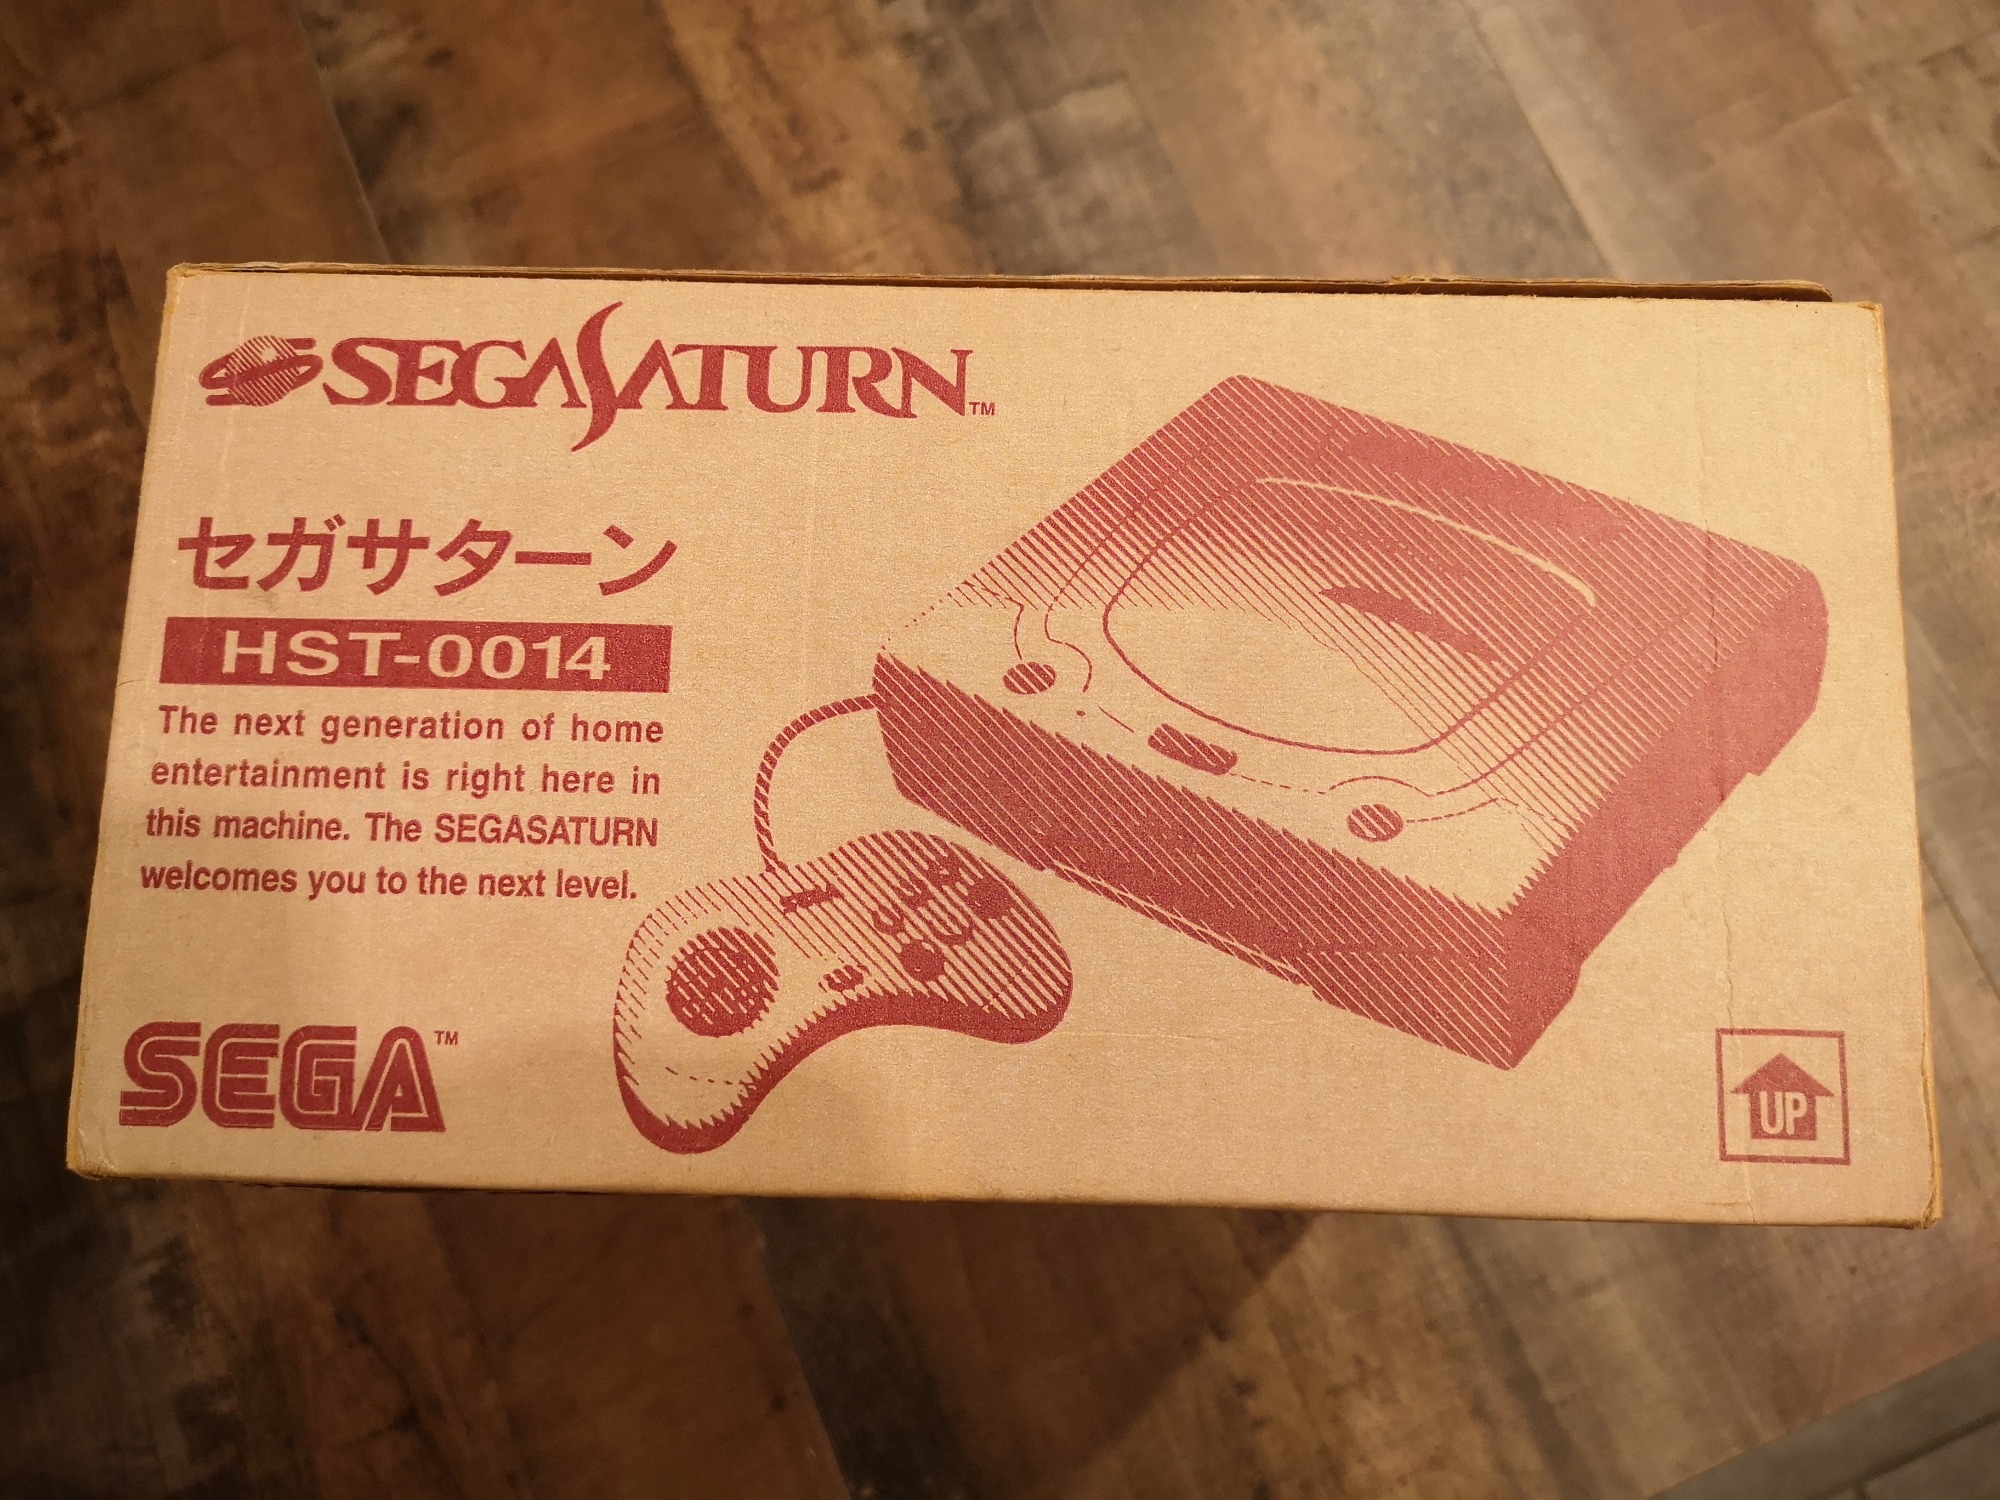 SEGASATURN™
セガサターン
HST-0014
The next generation of home
entertainment is right here in
this machine. The SEGASATURN
welcomes you to the next level.
SEGA™
UP